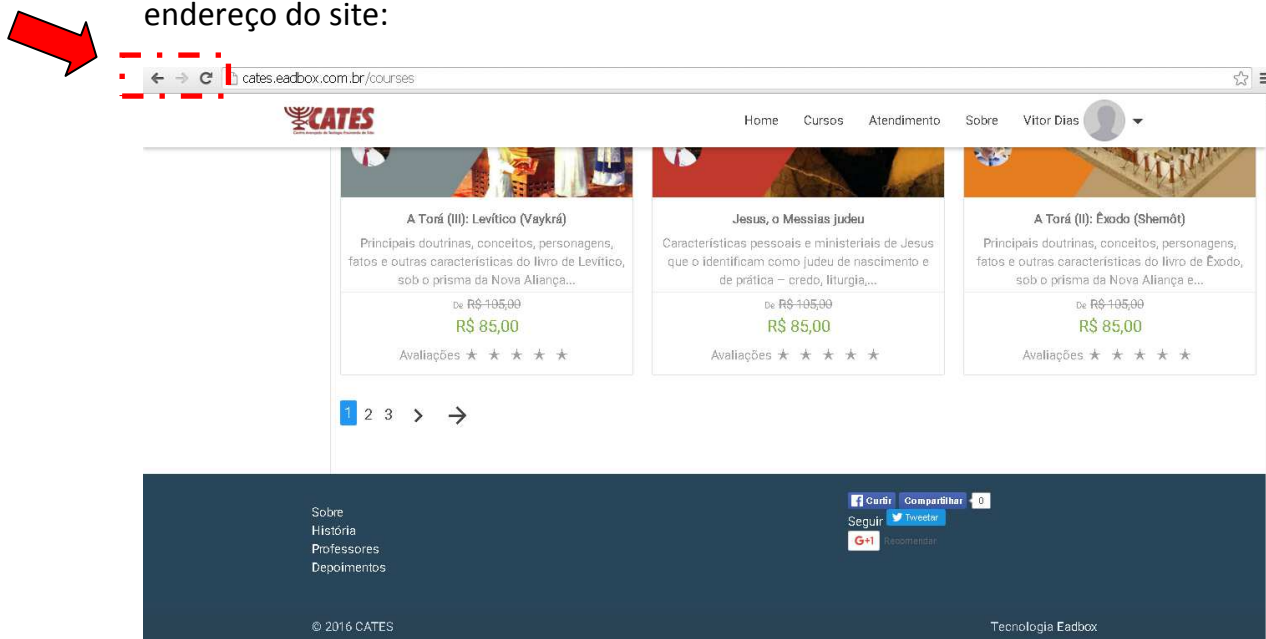 endereço do site:
cates.eadbox.com.br/courses
CATES
Home Cursos Atendimento Sobre Vitor Dias
A Torá (III): Levítico (Vaykrá)
Principais doutrinas, conceitos, personagens,
fatos e outras características do livro de Levítico,
sob o prisma da Nova Aliança...
De R$ 105,00
R$ 85,00
Avaliações ★ ★ ★ ★ ★
Jesus, o Messias judeu
Características pessoais e ministeriais de Jesus
que o identificam como judeu de nascimento e
de prática – credo, liturgia,...
De R$ 105,00
R$ 85,00
Avaliações ★ ★ ★ ★ ★
A Torá (II): Êxodo (Shemôt)
Principais doutrinas, conceitos, personagens,
fatos e outras características do livro de Êxodo,
sob o prisma da Nova Aliança e...
De R$ 105,00
R$ 85,00
Avaliações ★ ★ ★ ★ ★
1 2 3 > →
Sobre
História
Professores
Depoimentos
Curtir Compartilhar 0
Seguir Tweetar
G+1 Recomendar
© 2016 CATES
Tecnologia Eadbox